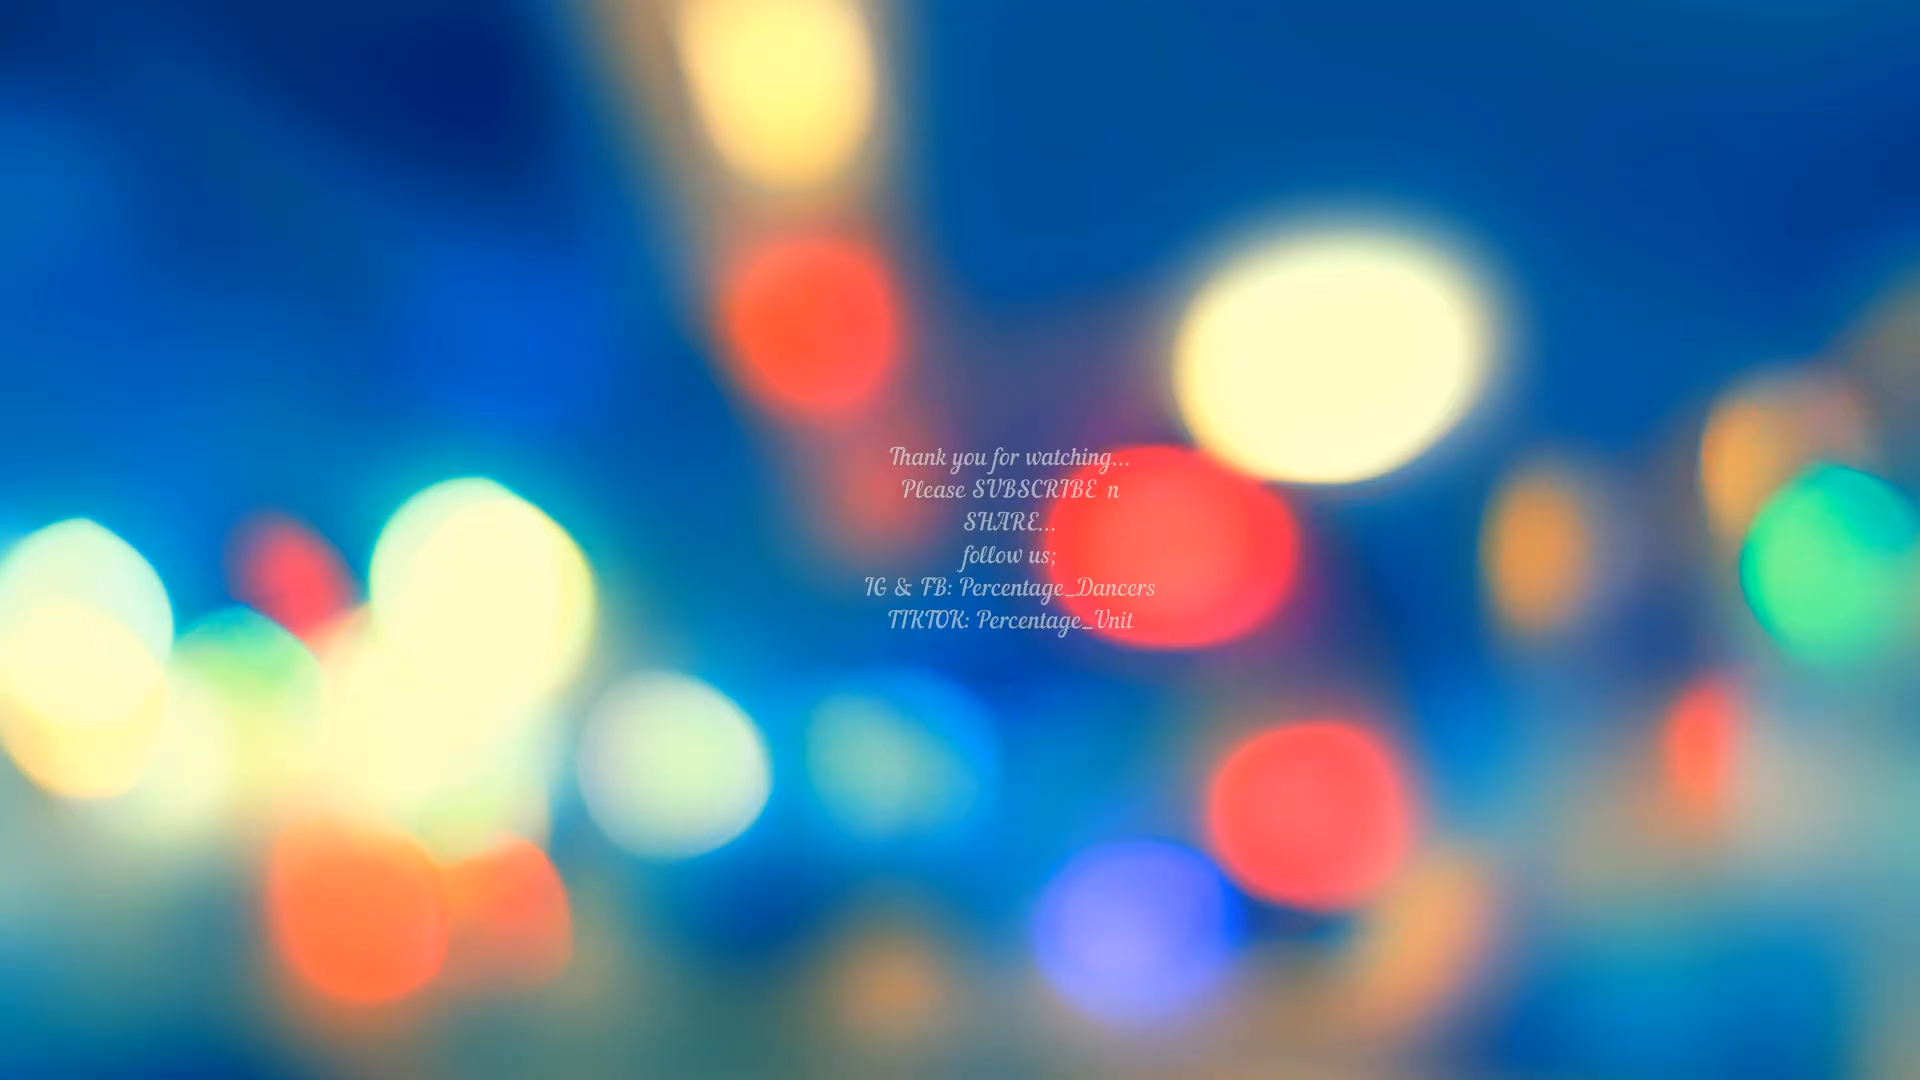 Thank you for watching...
Please SUBSCRIBE n
SHARE...
follow us;
IG & FB: Percentage_Dancers
TIKTOK: Percentage_Unit